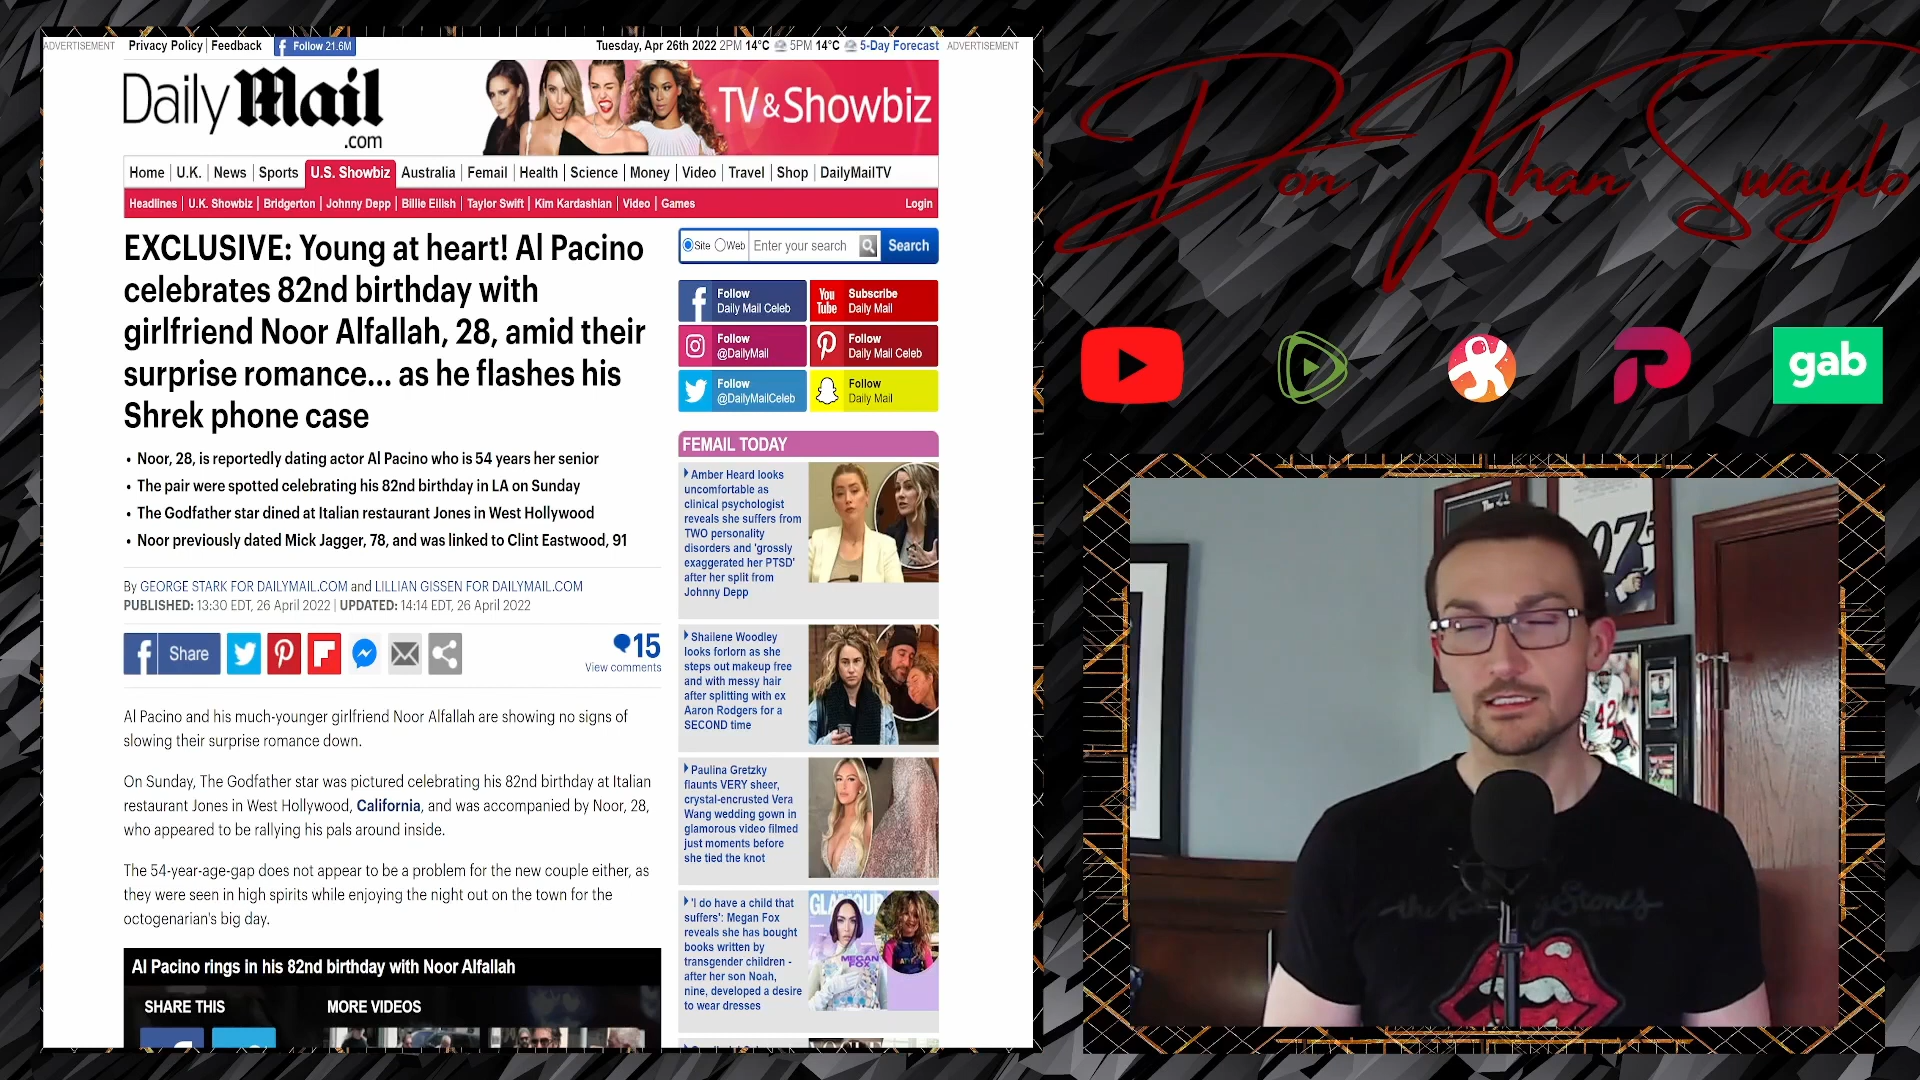 ADVERTISEMENT Privacy Policy | Feedback Follow 21.6M Tuesday, Apr 26th 2022 2PM 14°C 5PM 14°C 5-Day Forecast ADVERTISEMENT
Daily Mail
.com
TV&Showbiz
Home | U.K. | News | Sports | U.S. Showbiz | Australia | Femail | Health | Science | Money | Video | Travel | Shop | DailyMailTV
Headlines | U.K. Showbiz | Bridgerton | Johnny Depp | Billie Eilish | Taylor Swift | Kim Kardashian | Video | Games Login
EXCLUSIVE: Young at heart! Al Pacino
celebrates 82nd birthday with
girlfriend Noor Alfallah, 28, amid their
surprise romance... as he flashes his
Shrek phone case
• Noor, 28, is reportedly dating actor Al Pacino who is 54 years her senior
• The pair were spotted celebrating his 82nd birthday in LA on Sunday
• The Godfather star dined at Italian restaurant Jones in West Hollywood
• Noor previously dated Mick Jagger, 78, and was linked to Clint Eastwood, 91
By GEORGE STARK FOR DAILYMAIL.COM and LILLIAN GISSEN FOR DAILYMAIL.COM
PUBLISHED: 13:30 EDT, 26 April 2022 | UPDATED: 14:14 EDT, 26 April 2022
Share
15
View comments
Al Pacino and his much-younger girlfriend Noor Alfallah are showing no signs of
slowing their surprise romance down.
On Sunday, The Godfather star was pictured celebrating his 82nd birthday at Italian
restaurant Jones in West Hollywood, California, and was accompanied by Noor, 28,
who appeared to be rallying his pals around inside.
The 54-year-age-gap does not appear to be a problem for the new couple either, as
they were seen in high spirits while enjoying the night out on the town for the
octogenarian's big day.
Al Pacino rings in his 82nd birthday with Noor Alfallah
SHARE THIS MORE VIDEOS
Site Web Enter your search Search
Follow
Daily Mail Celeb
You
Tube
Subscribe
Daily Mail
Follow
@DailyMail
Follow
Daily Mail Celeb
Follow
@DailyMailCeleb
Follow
Daily Mail
FEMAIL TODAY
Amber Heard looks
uncomfortable as
clinical psychologist
reveals she suffers from
TWO personality
disorders and 'grossly
exaggerated her PTSD'
after her split from
Johnny Depp
Shailene Woodley
looks forlorn as she
steps out makeup free
and with messy hair
after splitting with ex
Aaron Rodgers for a
SECOND time
Paulina Gretzky
flaunts VERY sheer,
crystal-encrusted Vera
Wang wedding gown in
glamorous video filmed
just moments before
she tied the knot
'I do have a child that
suffers': Megan Fox
reveals she has bought
books written by
transgender children -
after her son Noah,
nine, developed a desire
to wear dresses
GLAMOUR
MEGAN
FOX
Don Khan Swaylo
gab
007
42